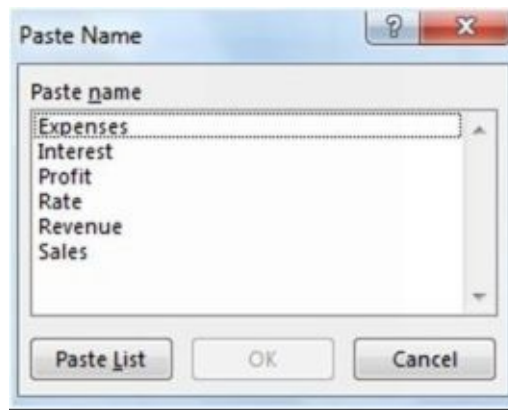 Paste Name
Paste name
Expenses
Interest
Profit
Rate
Revenue
Sales
Paste List OK Cancel